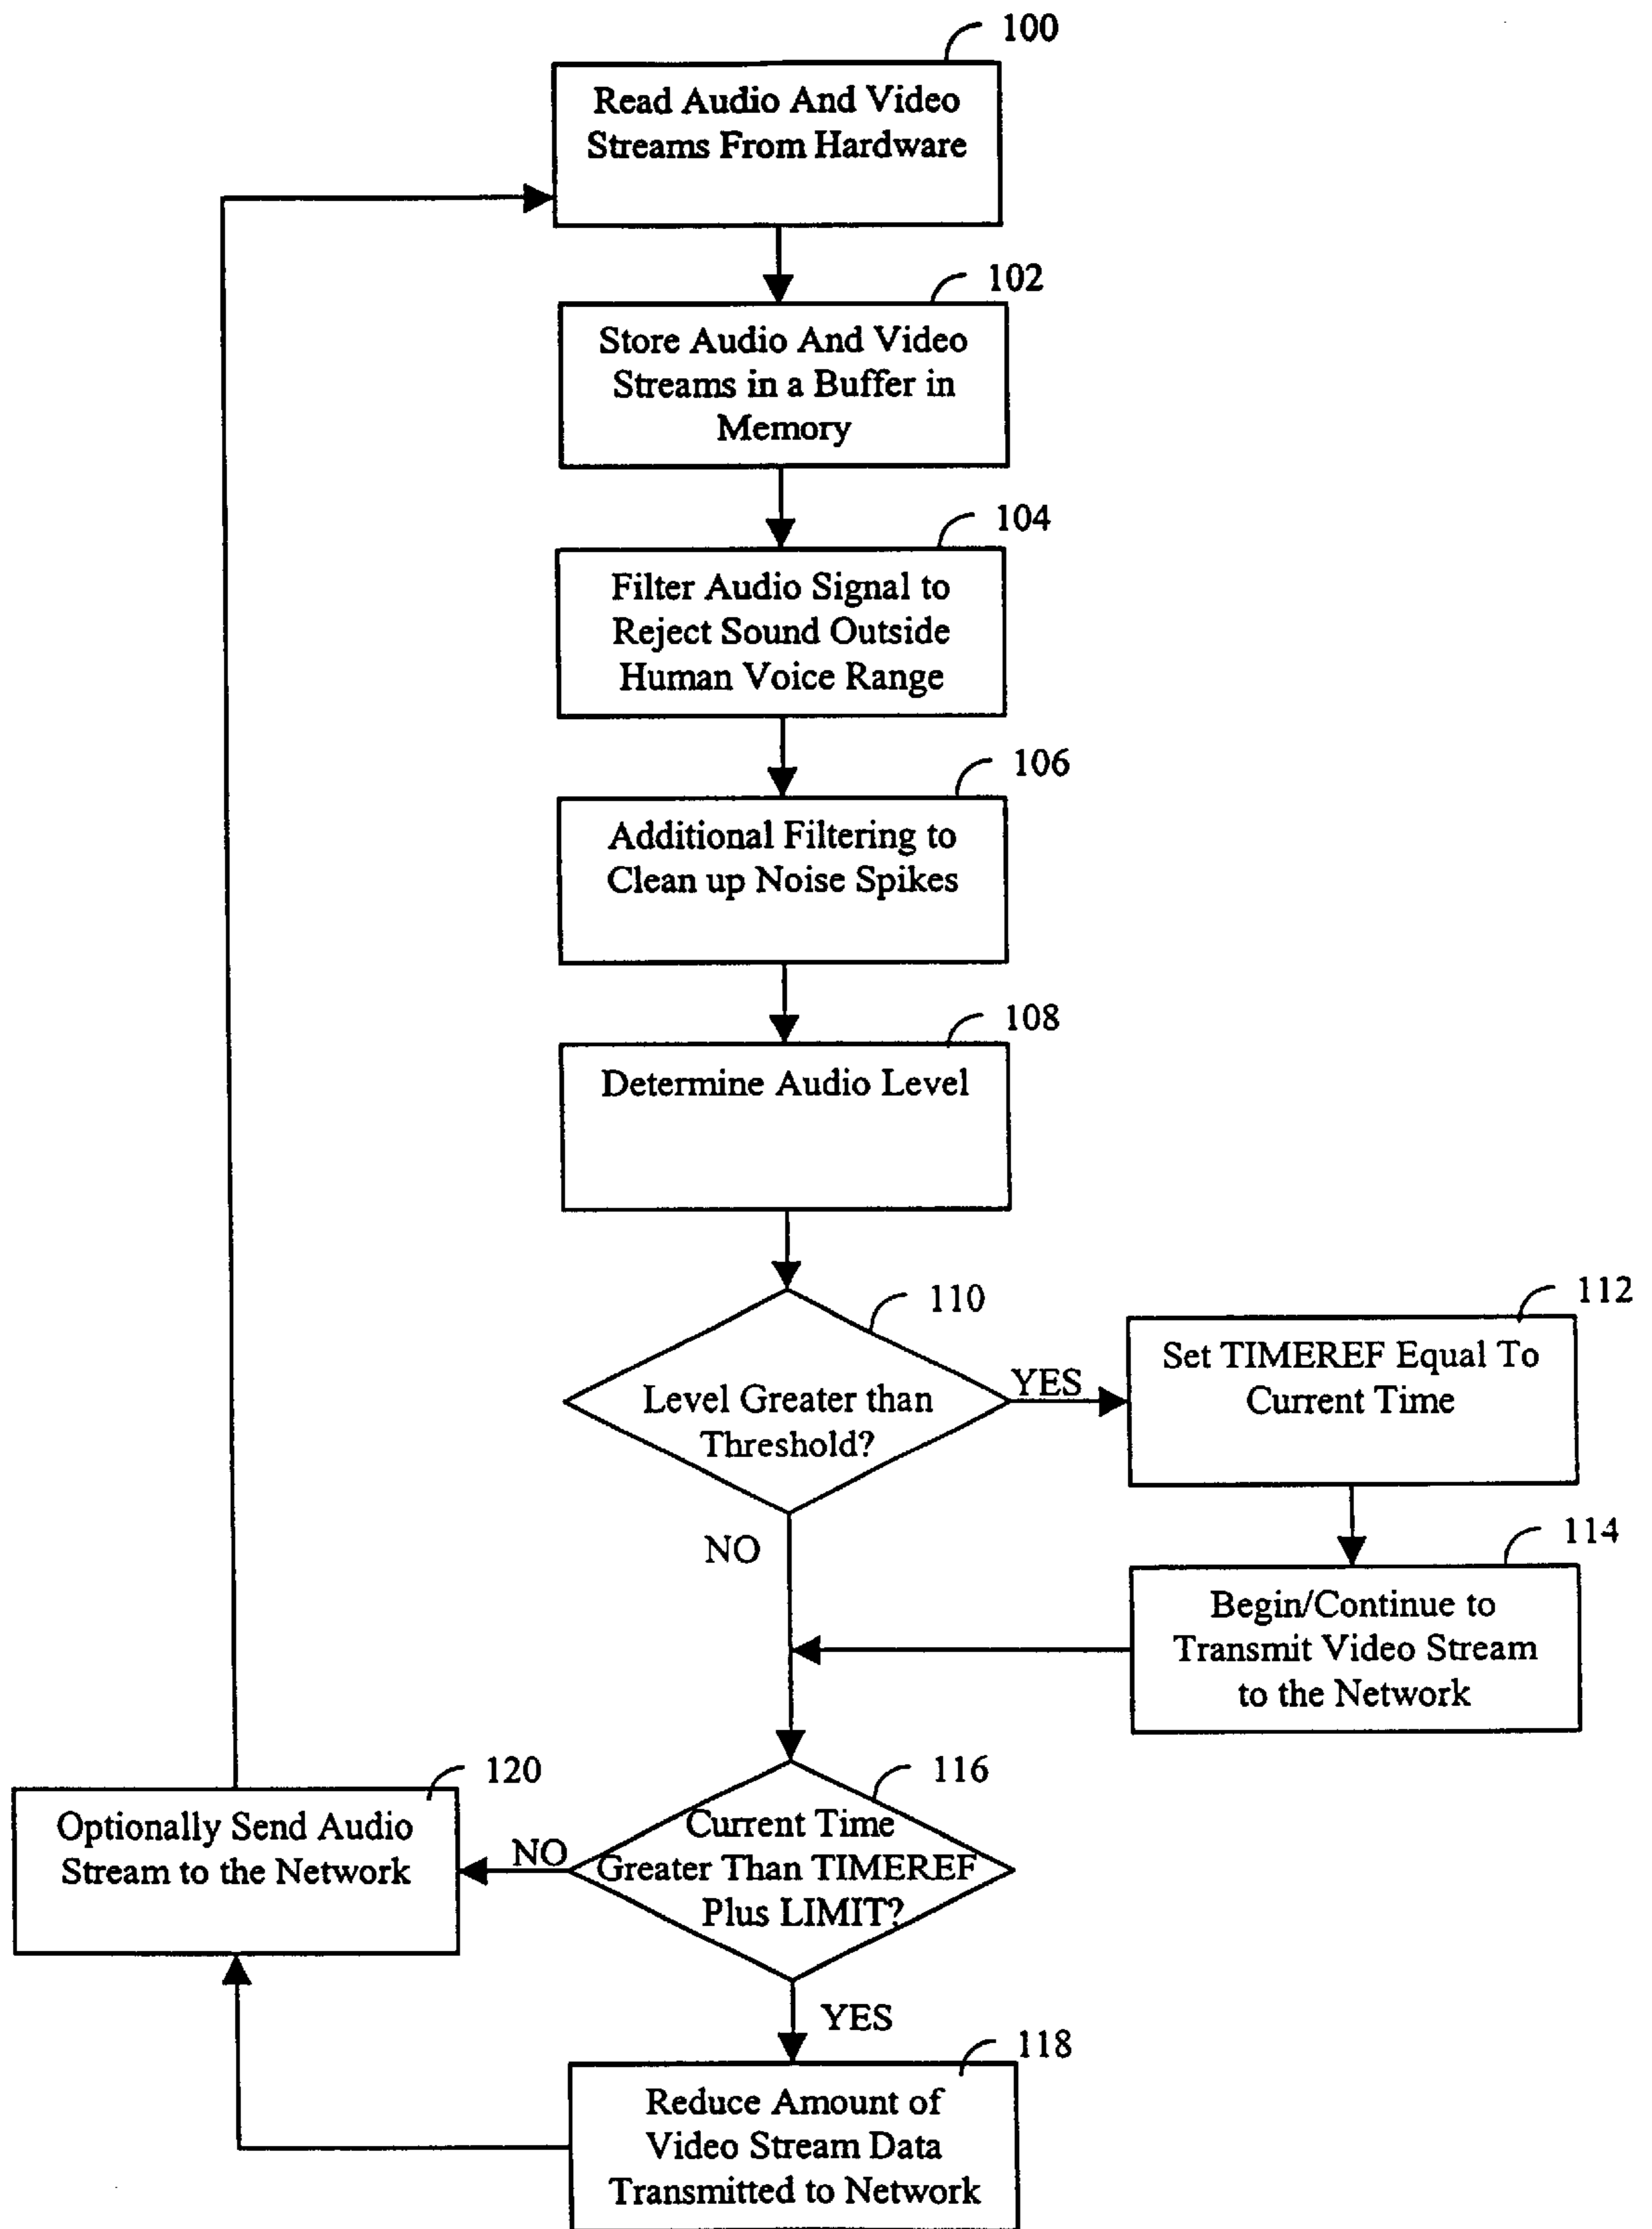 100
Read Audio And Video
Streams From Hardware
102
Store Audio And Video
Streams in a Buffer in
Memory
104
Filter Audio Signal to
Reject Sound Outside
Human Voice Range
106
Additional Filtering to
Clean up Noise Spikes
108
Determine Audio Level
110
Level Greater than
Threshold?
YES
112
Set TIMEREF Equal To
Current Time
NO
114
Begin/Continue to
Transmit Video Stream
to the Network
116
Current Time
Greater Than TIMEREF
Plus LIMIT?
NO
120
Optionally Send Audio
Stream to the Network
YES
118
Reduce Amount of
Video Stream Data
Transmitted to Network